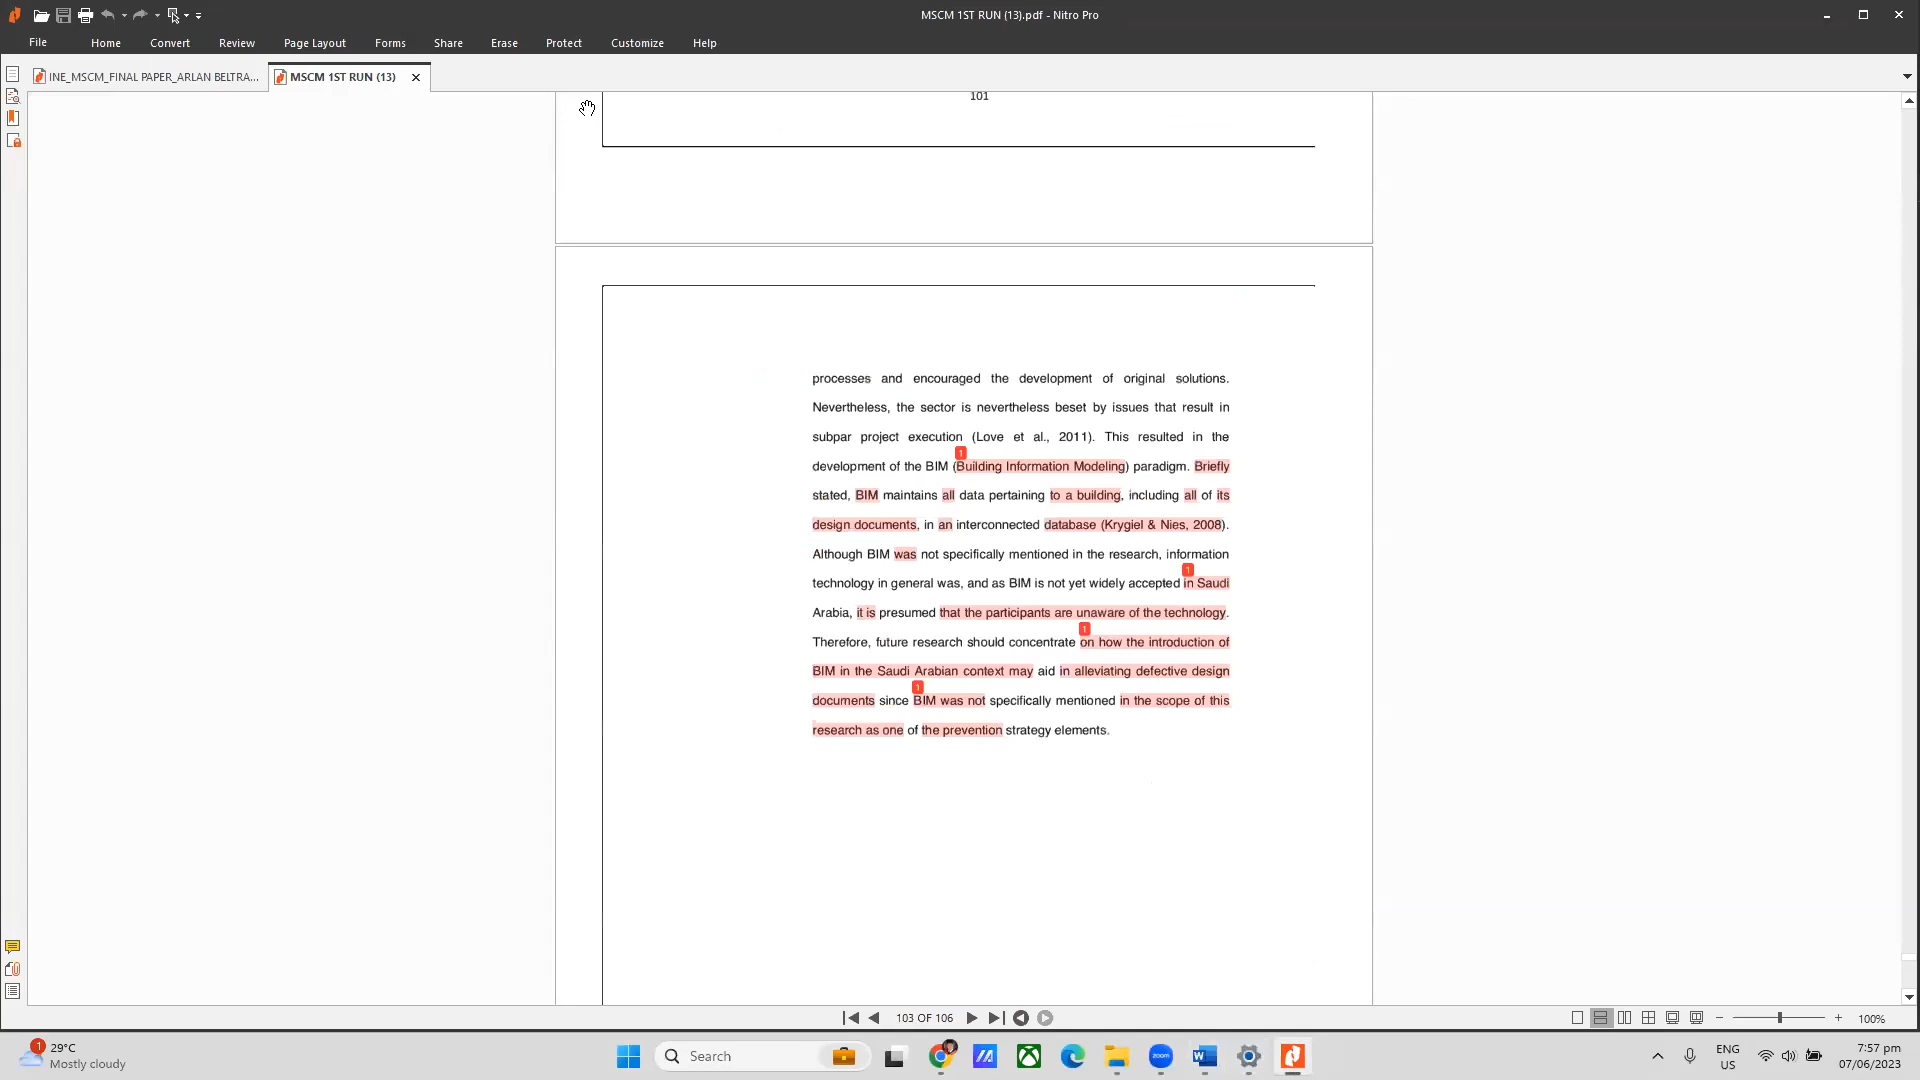 MSCM 1ST RUN (13).pdf - Nitro Pro
File Home Convert Review Page Layout Forms Share Erase Protect Customize Help
INE_MSCM_FINAL PAPER_ARLAN BELTRA...
MSCM 1ST RUN (13)
101
processes and encouraged the development of original solutions.
Nevertheless, the sector is nevertheless beset by issues that result in
subpar project execution (Love et al., 2011). This resulted in the
1
development of the BIM (Building Information Modeling) paradigm. Briefly
stated, BIM maintains all data pertaining to a building, including all of its
design documents, in an interconnected database (Krygiel & Nies, 2008).
Although BIM was not specifically mentioned in the research, information
1
technology in general was, and as BIM is not yet widely accepted in Saudi
Arabia, it is presumed that the participants are unaware of the technology.
1
Therefore, future research should concentrate on how the introduction of
BIM in the Saudi Arabian context may aid in alleviating defective design
1
documents since BIM was not specifically mentioned in the scope of this
research as one of the prevention strategy elements.
103 OF 106
100%
1
29°C
Mostly cloudy
Search
zoom
ENG
US
7:57 pm
07/06/2023